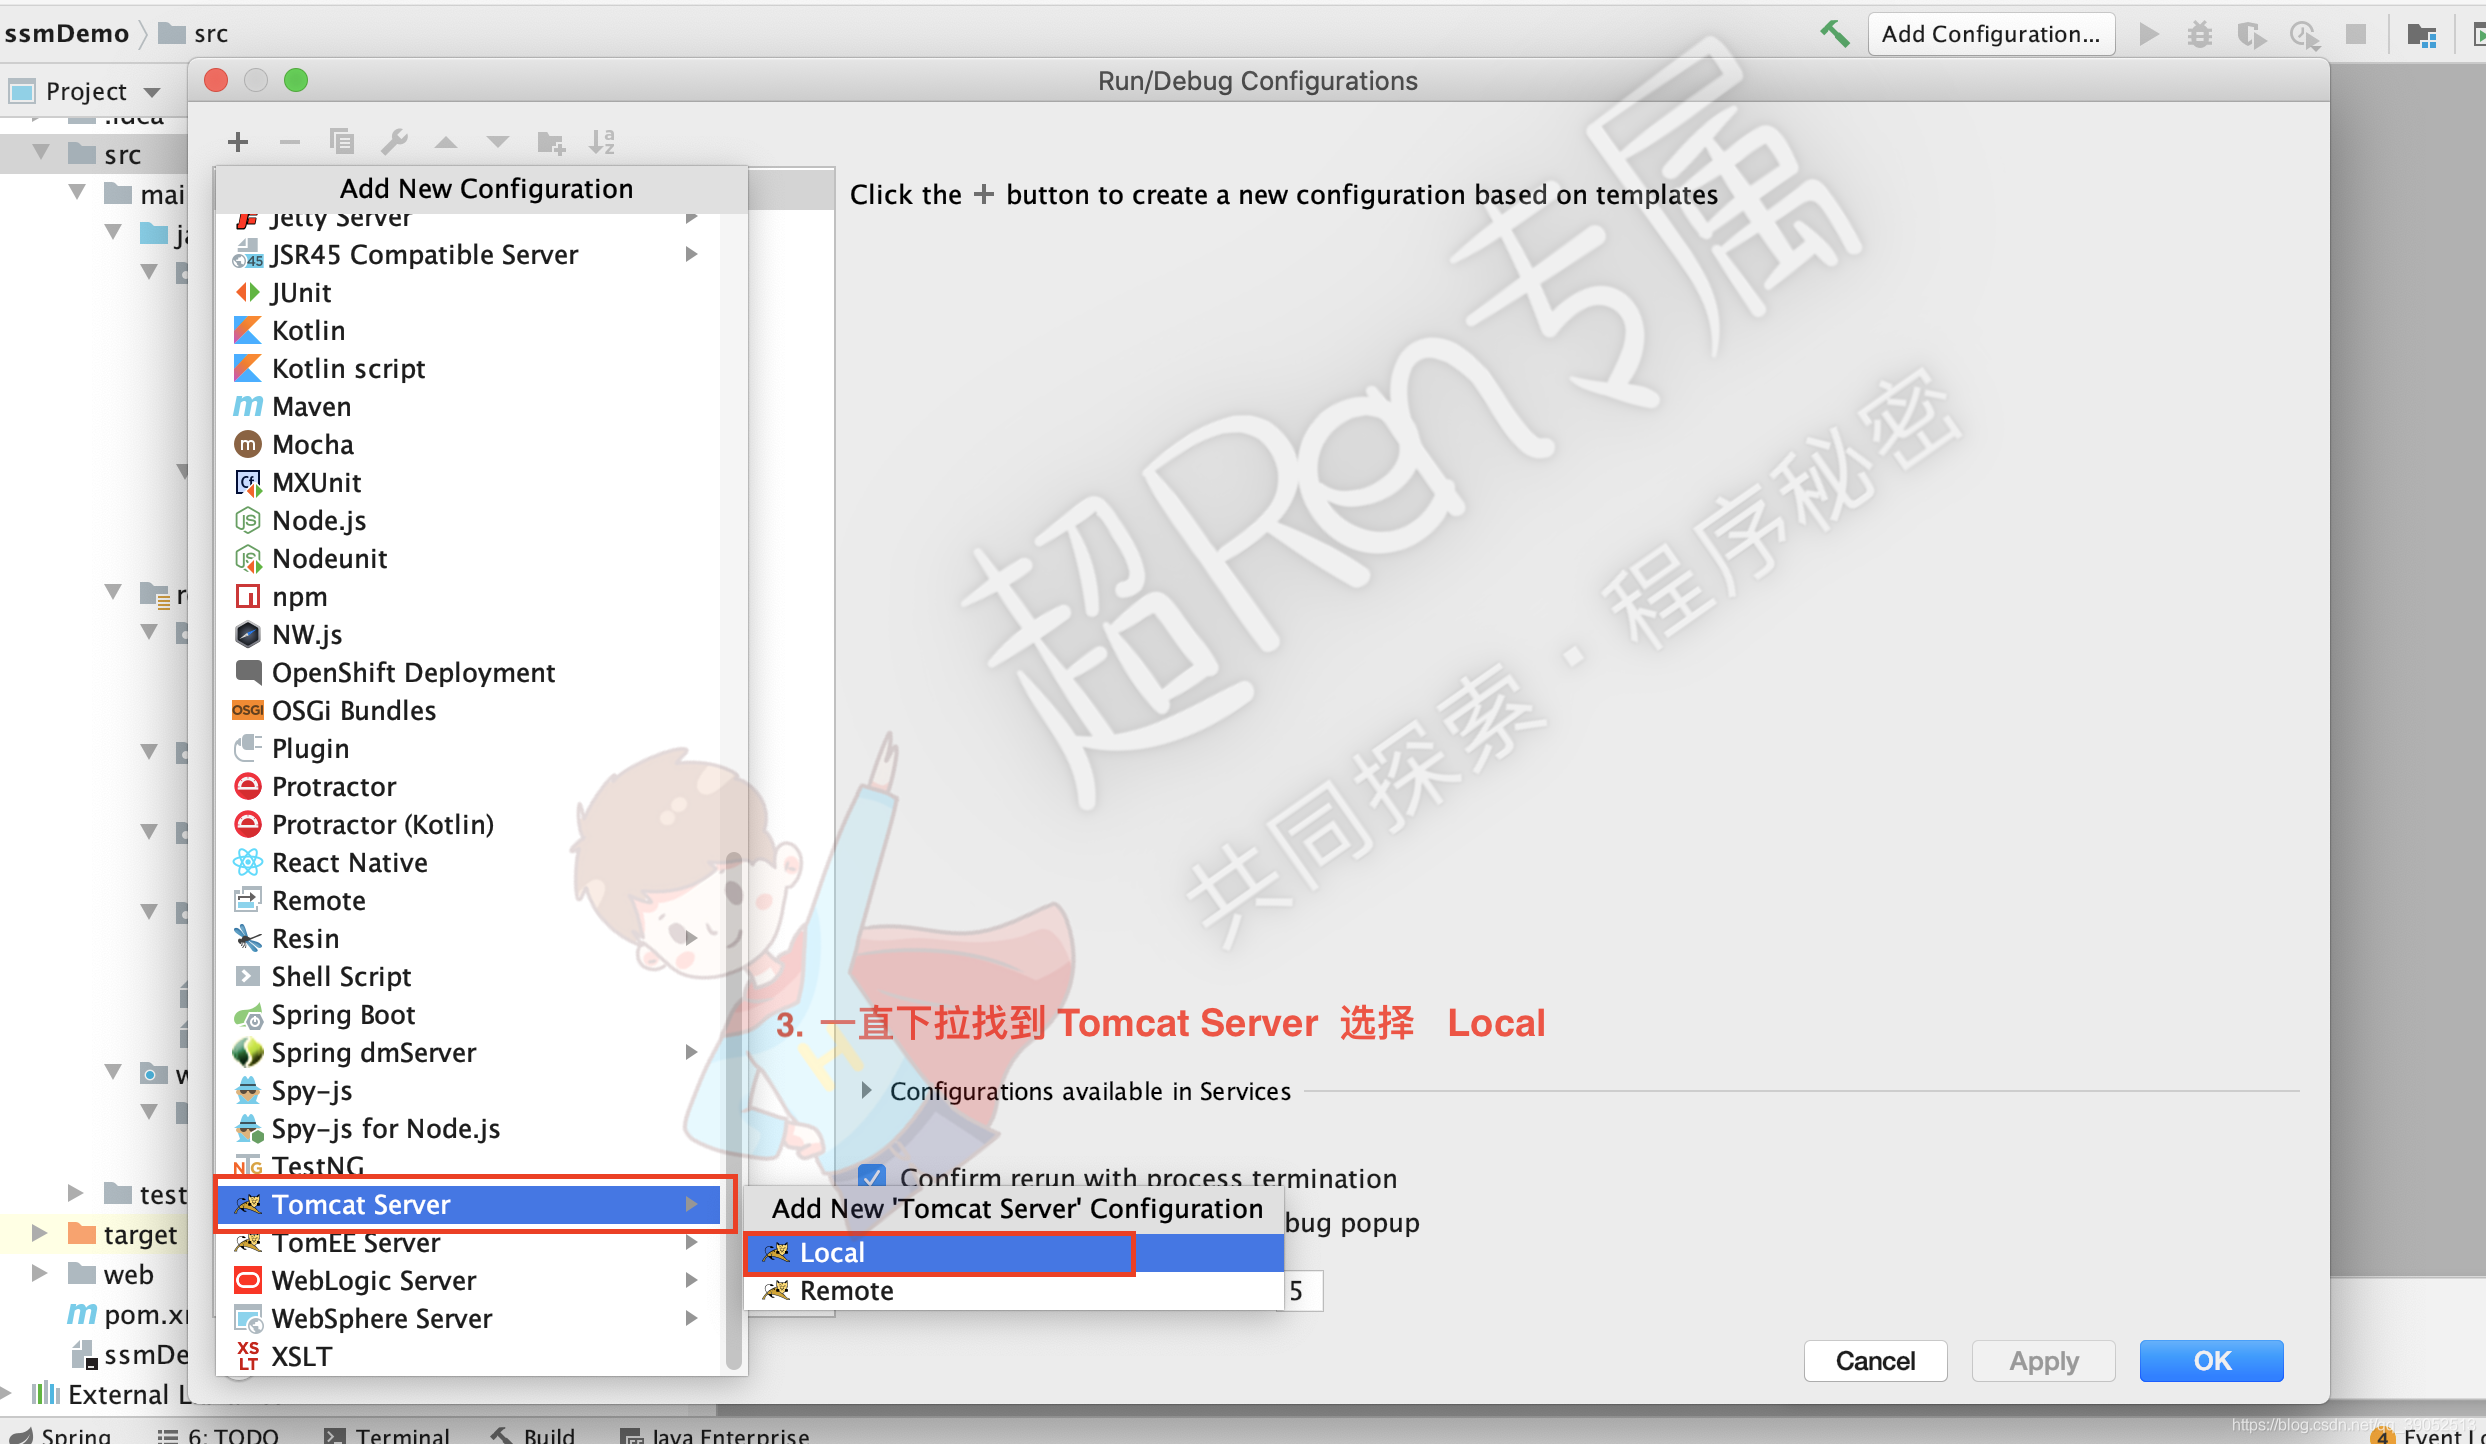 ssmDemo src
Add Configuration...
Project
Run/Debug Configurations
.idea
src
Add New Configuration
Click the + button to create a new configuration based on templates
Jetty Server
JSR45 Compatible Server
JUnit
Kotlin
Kotlin script
Maven
Mocha
MXUnit
Node.js
Nodeunit
npm
NW.js
OpenShift Deployment
OSGi Bundles
Plugin
Protractor
Protractor (Kotlin)
React Native
Remote
Resin
Shell Script
Spring Boot
Spring dmServer
Spy-js
Spy-js for Node.js
TestNG
Tomcat Server
TomEE Server
WebLogic Server
WebSphere Server
XSLT
超Ren专属
共同探索·程序秘密
3. 一直下拉找到 Tomcat Server 选择 Local
Configurations available in Services
Confirm rerun with process termination
Add New 'Tomcat Server' Configuration
bug popup
Local
Remote
5
test
target
web
pom.x
ssmDe
External L
Cancel
Apply
OK
Spring
6: TODO
Terminal
Build
Java Enterprise
4 Event Lo
https://blog.csdn.net/qq_39052513